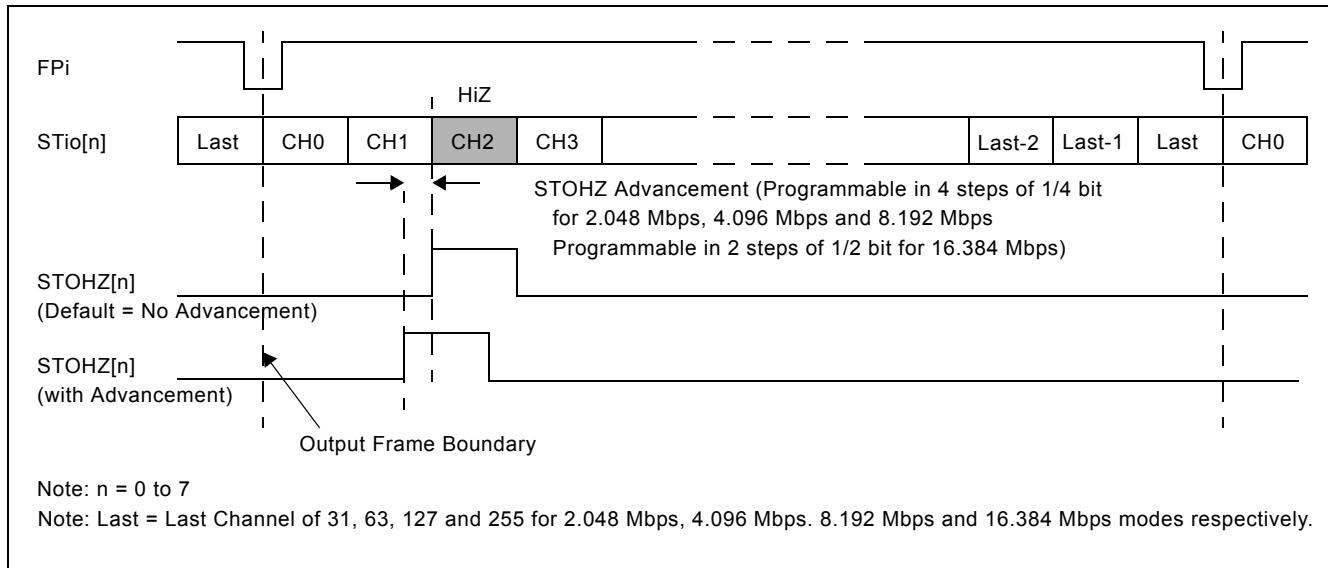 FPi
HiZ
STio[n]
Last CH0 CH1 CH2 CH3 Last-2 Last-1 Last CH0
STOHZ Advancement (Programmable in 4 steps of 1/4 bit
for 2.048 Mbps, 4.096 Mbps and 8.192 Mbps
Programmable in 2 steps of 1/2 bit for 16.384 Mbps)
STOHZ[n]
(Default = No Advancement)
STOHZ[n]
(with Advancement)
Output Frame Boundary
Note: n = 0 to 7
Note: Last = Last Channel of 31, 63, 127 and 255 for 2.048 Mbps, 4.096 Mbps. 8.192 Mbps and 16.384 Mbps modes respectively.